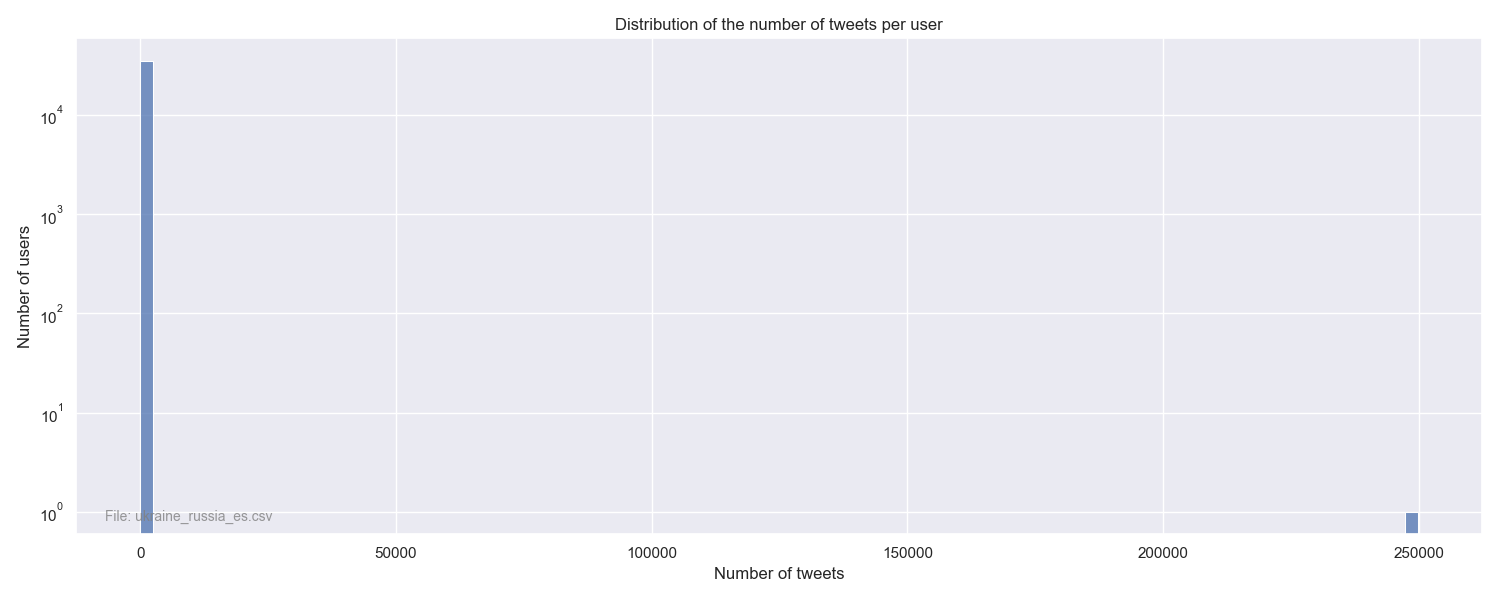 Distribution of the number of tweets per user
Number of users
10^4
10^3
10^2
10^1
10^0
File: ukraine_russia_es.csv
0 50000 100000 150000 200000 250000
Number of tweets